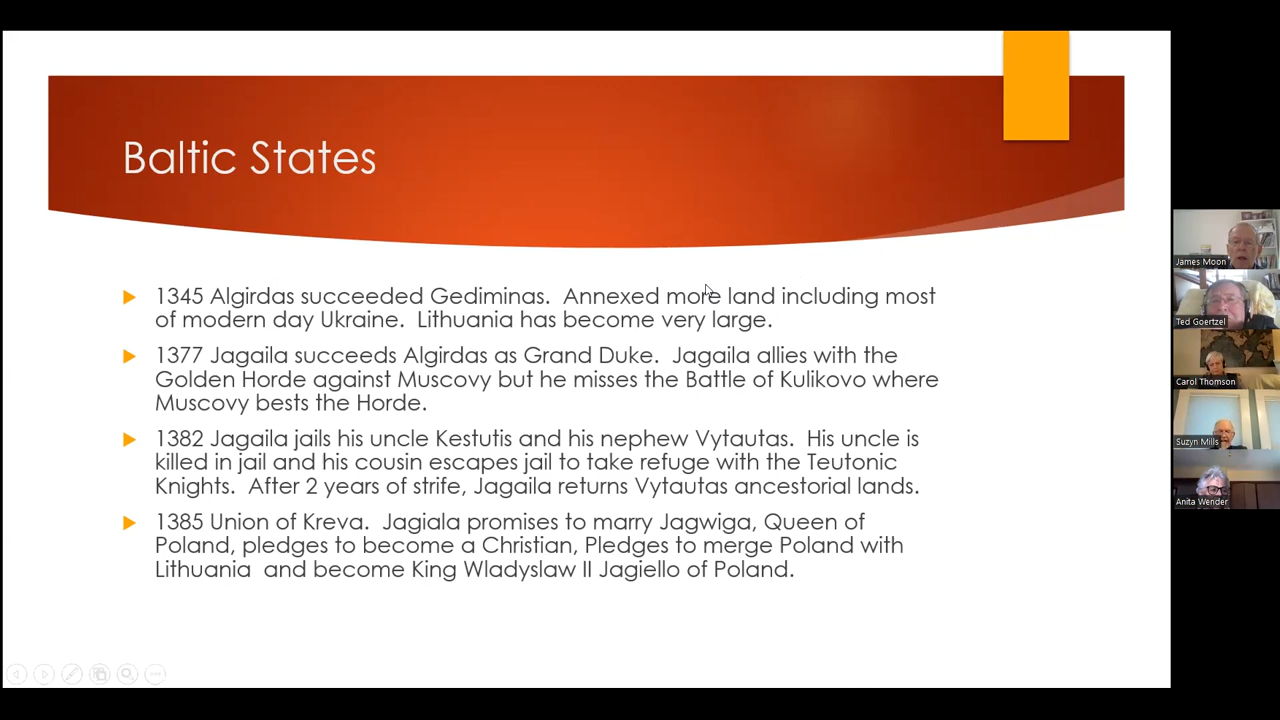 Baltic States
1345 Algirdas succeeded Gediminas. Annexed more land including most
of modern day Ukraine. Lithuania has become very large.
1377 Jagaila succeeds Algirdas as Grand Duke. Jagaila allies with the
Golden Horde against Muscovy but he misses the Battle of Kulikovo where
Muscovy bests the Horde.
1382 Jagaila jails his uncle Kestutis and his nephew Vytautas. His uncle is
killed in jail and his cousin escapes jail to take refuge with the Teutonic
Knights. After 2 years of strife, Jagaila returns Vytautas ancestorial lands.
1385 Union of Kreva. Jagiala promises to marry Jagwiga, Queen of
Poland, pledges to become a Christian, Pledges to merge Poland with
Lithuania and become King Wladyslaw II Jagiello of Poland.
James Moon
Ted Goertzel
Carol Thomson
Suzyn Mills
Anita Wender